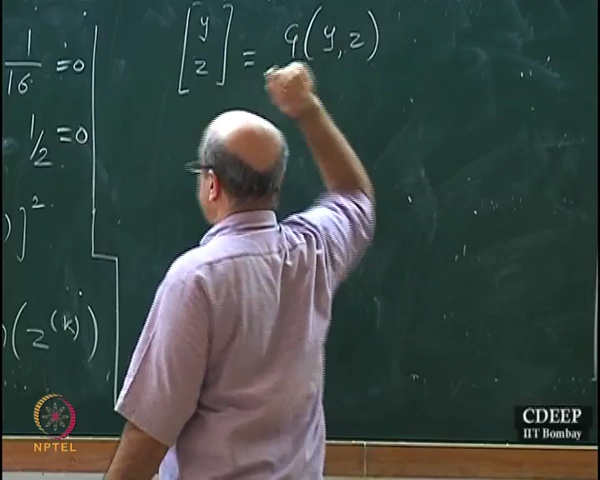 1/16 = 0
1/2 = 0
)]²
)(z^(k))
[y z] = G(y, z)
NPTEL
CDEEP
IIT Bombay